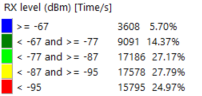 RX level (dBm) [Time/s]
>= -67 3608 5.70%
< -67 and >= -77 9091 14.37%
< -77 and >= -87 17186 27.17%
< -87 and >= -95 17578 27.79%
< -95 15795 24.97%